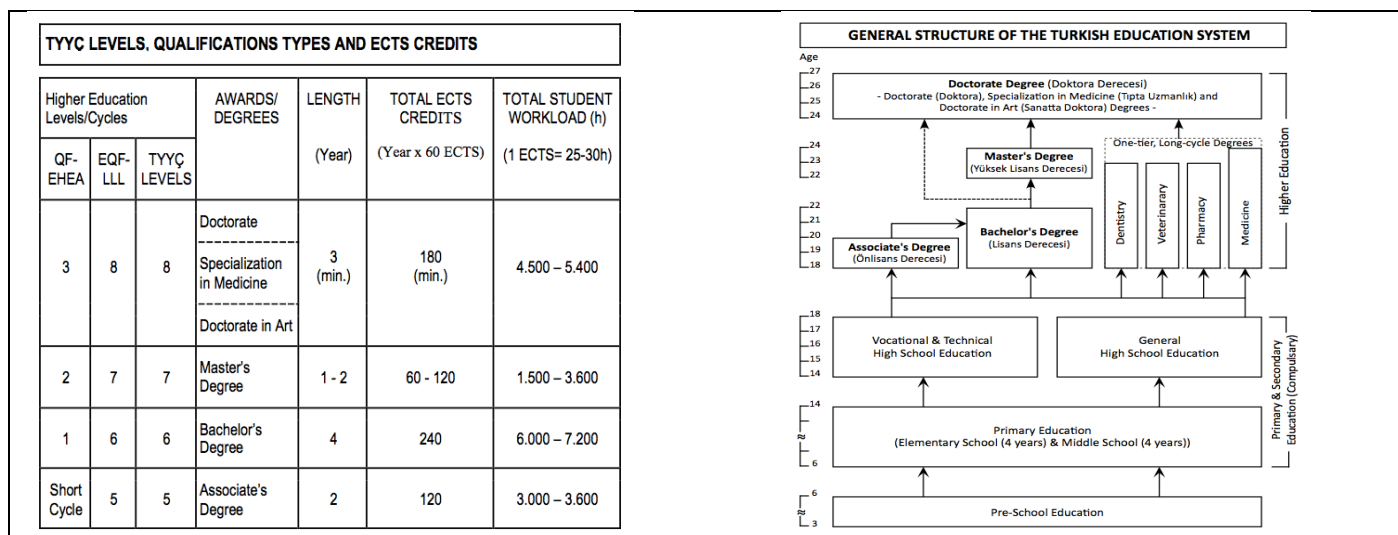 TYYÇ LEVELS, QUALIFICATIONS TYPES AND ECTS CREDITS
Higher Education
Levels/Cycles
AWARDS/
DEGREES
LENGTH
(Year)
TOTAL ECTS
CREDITS
(Year x 60 ECTS)
TOTAL STUDENT
WORKLOAD (h)
(1 ECTS= 25-30h)
QF-
EHEA
EQF-
LLL
TYYÇ
LEVELS
3
8
8
Doctorate
Specialization
in Medicine
Doctorate in Art
3
(min.)
180
(min.)
4.500 – 5.400
2
7
7
Master's
Degree
1 - 2
60 - 120
1.500 – 3.600
1
6
6
Bachelor's
Degree
4
240
6.000 – 7.200
Short
Cycle
5
5
Associate's
Degree
2
120
3.000 – 3.600
GENERAL STRUCTURE OF THE TURKISH EDUCATION SYSTEM
Age
27
26
25
24
Doctorate Degree (Doktora Derecesi)
- Doctorate (Doktora), Specialization in Medicine (Tıpta Uzmanlık) and
Doctorate in Art (Sanatta Doktora) Degrees -
24
23
22
Master's Degree
(Yüksek Lisans Derecesi)
One-tier, Long-cycle Degrees
22
21
20
19
18
Associate's Degree
(Önlisans Derecesi)
Bachelor's Degree
(Lisans Derecesi)
Dentistry
Veterinarary
Pharmacy
Medicine
Higher Education
18
17
16
15
14
Vocational & Technical
High School Education
General
High School Education
14
≈
6
Primary Education
(Elementary School (4 years) & Middle School (4 years))
Primary & Secondary
Education (Compulsary)
6
≈
3
Pre-School Education